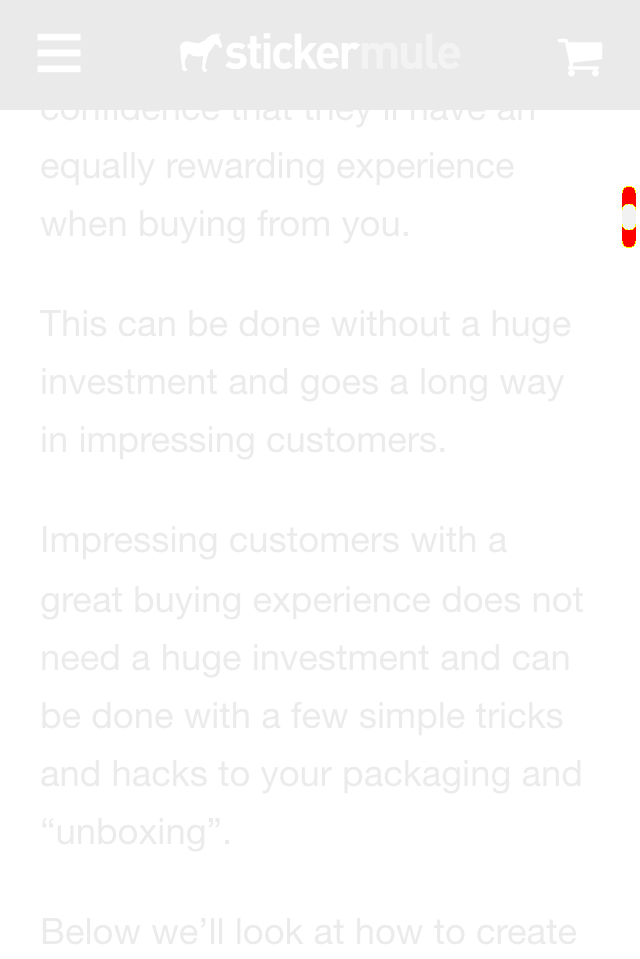 stickermule
confidence that they'll have an
equally rewarding experience
when buying from you.
This can be done without a huge
investment and goes a long way
in impressing customers.
Impressing customers with a
great buying experience does not
need a huge investment and can
be done with a few simple tricks
and hacks to your packaging and
“unboxing”.
Below we’ll look at how to create